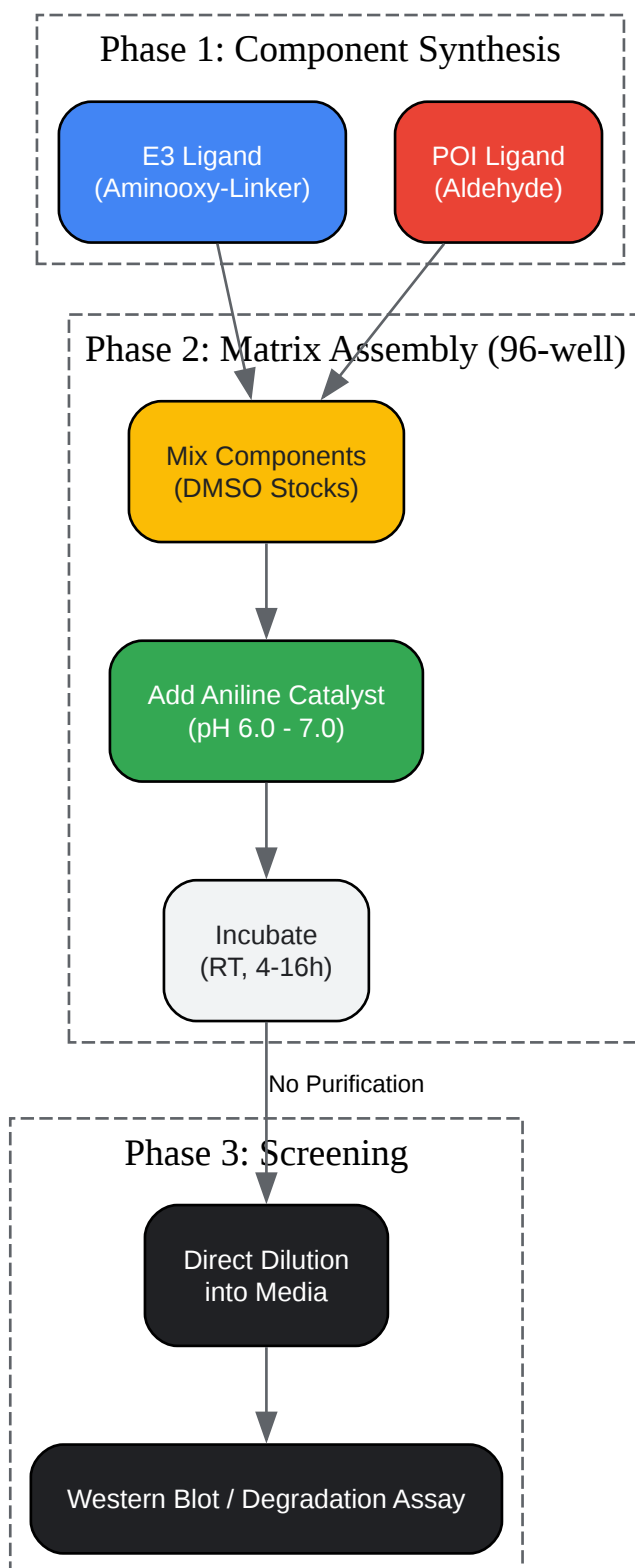 Phase 1: Component Synthesis
E3 Ligand
(Aminooxy-Linker)
POI Ligand
(Aldehyde)
Phase 2: Matrix Assembly (96-well)
Mix Components
(DMSO Stocks)
Add Aniline Catalyst
(pH 6.0 - 7.0)
Incubate
(RT, 4-16h)
No Purification
Phase 3: Screening
Direct Dilution
into Media
Western Blot / Degradation Assay